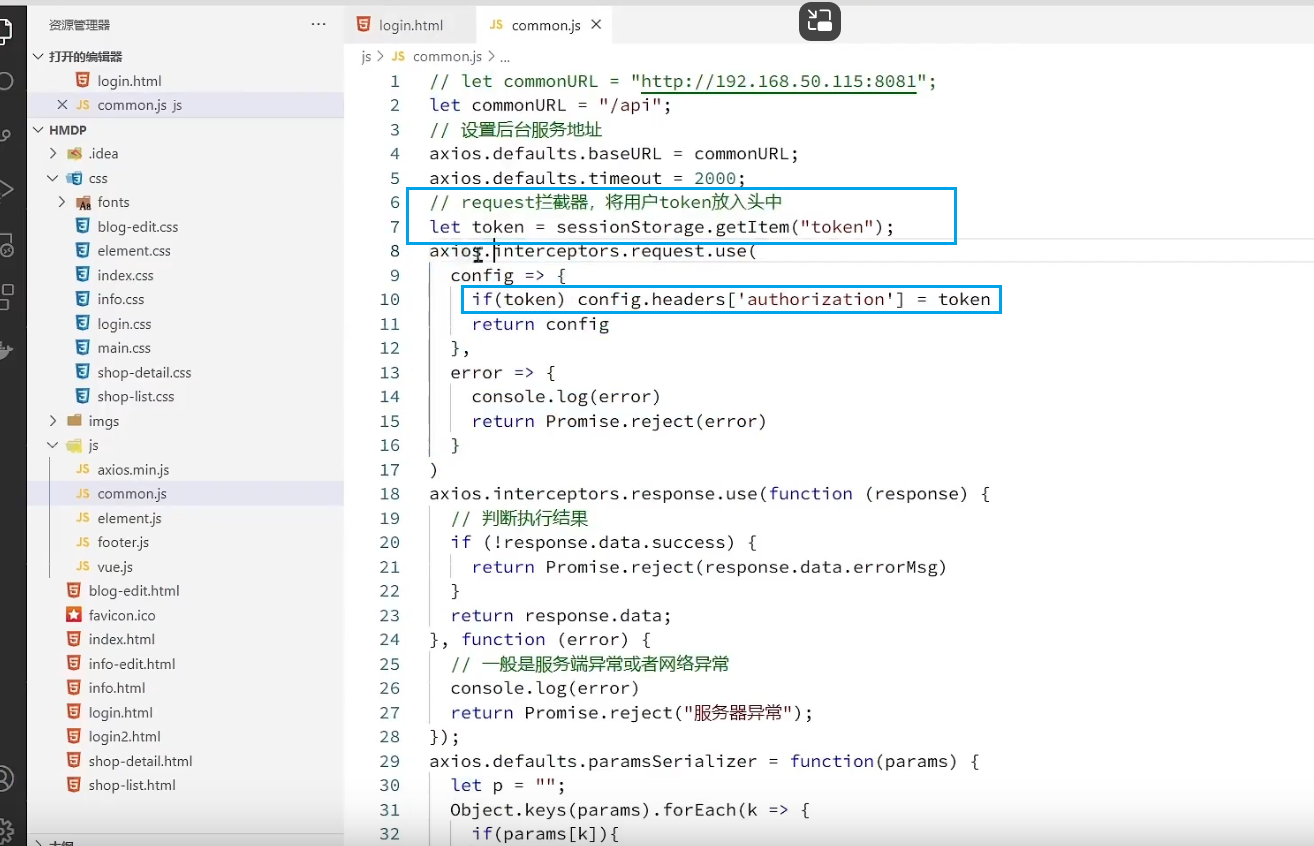 资源管理器
···
打开的编辑器
login.html
common.js js
HMDP
.idea
css
fonts
blog-edit.css
element.css
index.css
info.css
login.css
main.css
shop-detail.css
shop-list.css
imgs
js
axios.min.js
common.js
element.js
footer.js
vue.js
blog-edit.html
favicon.ico
index.html
info-edit.html
info.html
login.html
login2.html
shop-detail.html
shop-list.html
大纲
login.html
JS common.js ×
js > JS common.js > ...
1 // let commonURL = "http://192.168.50.115:8081";
2 let commonURL = "/api";
3 // 设置后台服务地址
4 axios.defaults.baseURL = commonURL;
5 axios.defaults.timeout = 2000;
6 // request拦截器，将用户token放入头中
7 let token = sessionStorage.getItem("token");
8 axios.interceptors.request.use(
9 config => {
10 if(token) config.headers['authorization'] = token
11 return config
12 },
13 error => {
14 console.log(error)
15 return Promise.reject(error)
16 }
17 )
18 axios.interceptors.response.use(function (response) {
19 // 判断执行结果
20 if (!response.data.success) {
21 return Promise.reject(response.data.errorMsg)
22 }
23 return response.data;
24 }, function (error) {
25 // 一般是服务端异常或者网络异常
26 console.log(error)
27 return Promise.reject("服务器异常");
28 });
29 axios.defaults.paramsSerializer = function(params) {
30 let p = "";
31 Object.keys(params).forEach(k => {
32 if(params[k]){